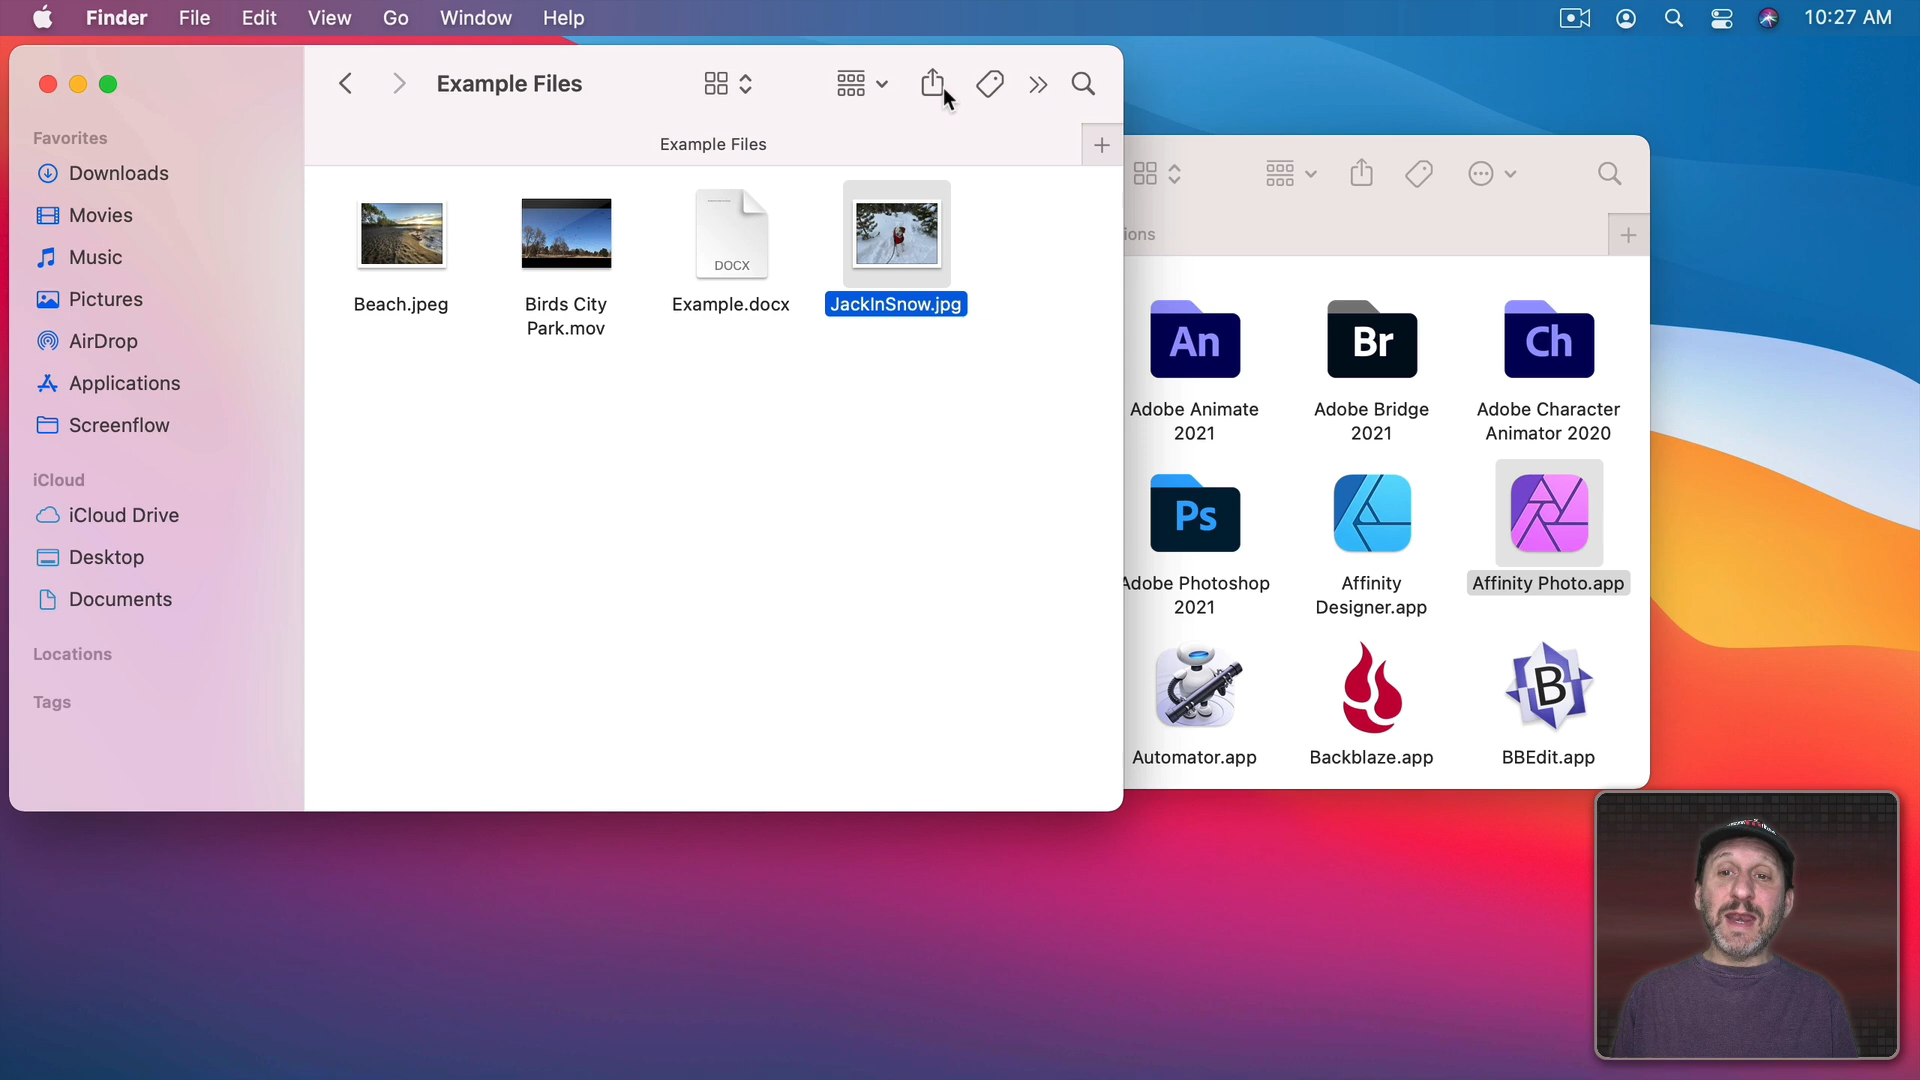 Finder File Edit View Go Window Help 10:27 AM
Example Files
Example Files
Favorites
Downloads
Movies
Music
Pictures
AirDrop
Applications
Screenflow
iCloud
iCloud Drive
Desktop
Documents
Locations
Tags
Beach.jpeg
Birds City
Park.mov
DOCX
Example.docx
JackInSnow.jpg
ions
An
Adobe Animate
2021
Br
Adobe Bridge
2021
Ch
Adobe Character
Animator 2020
Ps
Adobe Photoshop
2021
Affinity
Designer.app
Affinity Photo.app
Automator.app
Backblaze.app
B
BBEdit.app